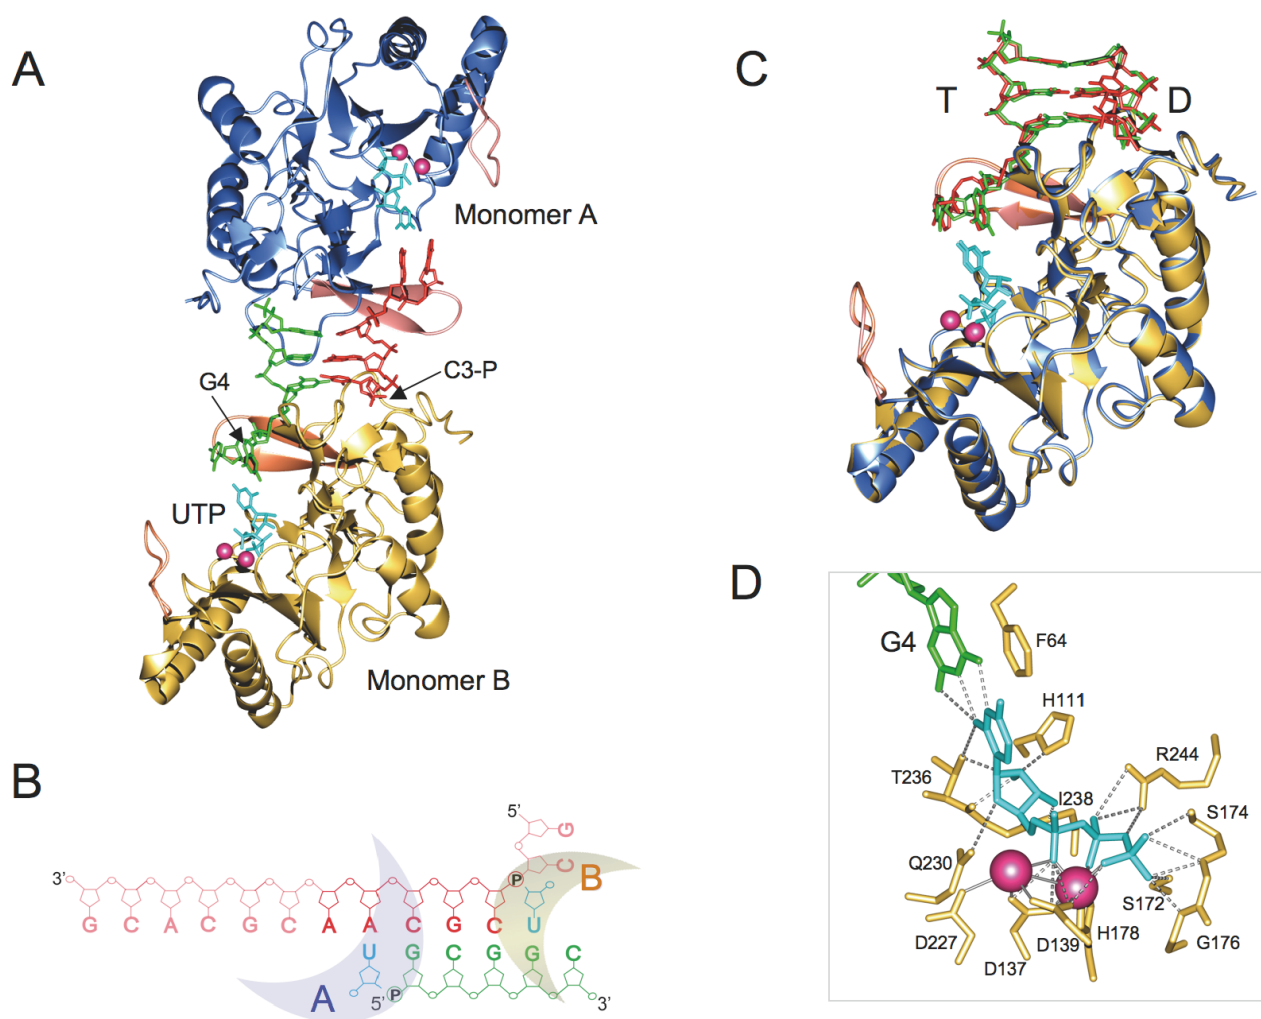 A
Monomer A
G4
C3-P
UTP
Monomer B
C
T
D
B
5'
G
C
3'
P
B
G C A C G C A A C G C
U
U
G C G G C
A
5'
P
3'
D
G4
F64
H111
T236
R244
I238
S174
Q230
S172
D227
D137
D139
H178
G176